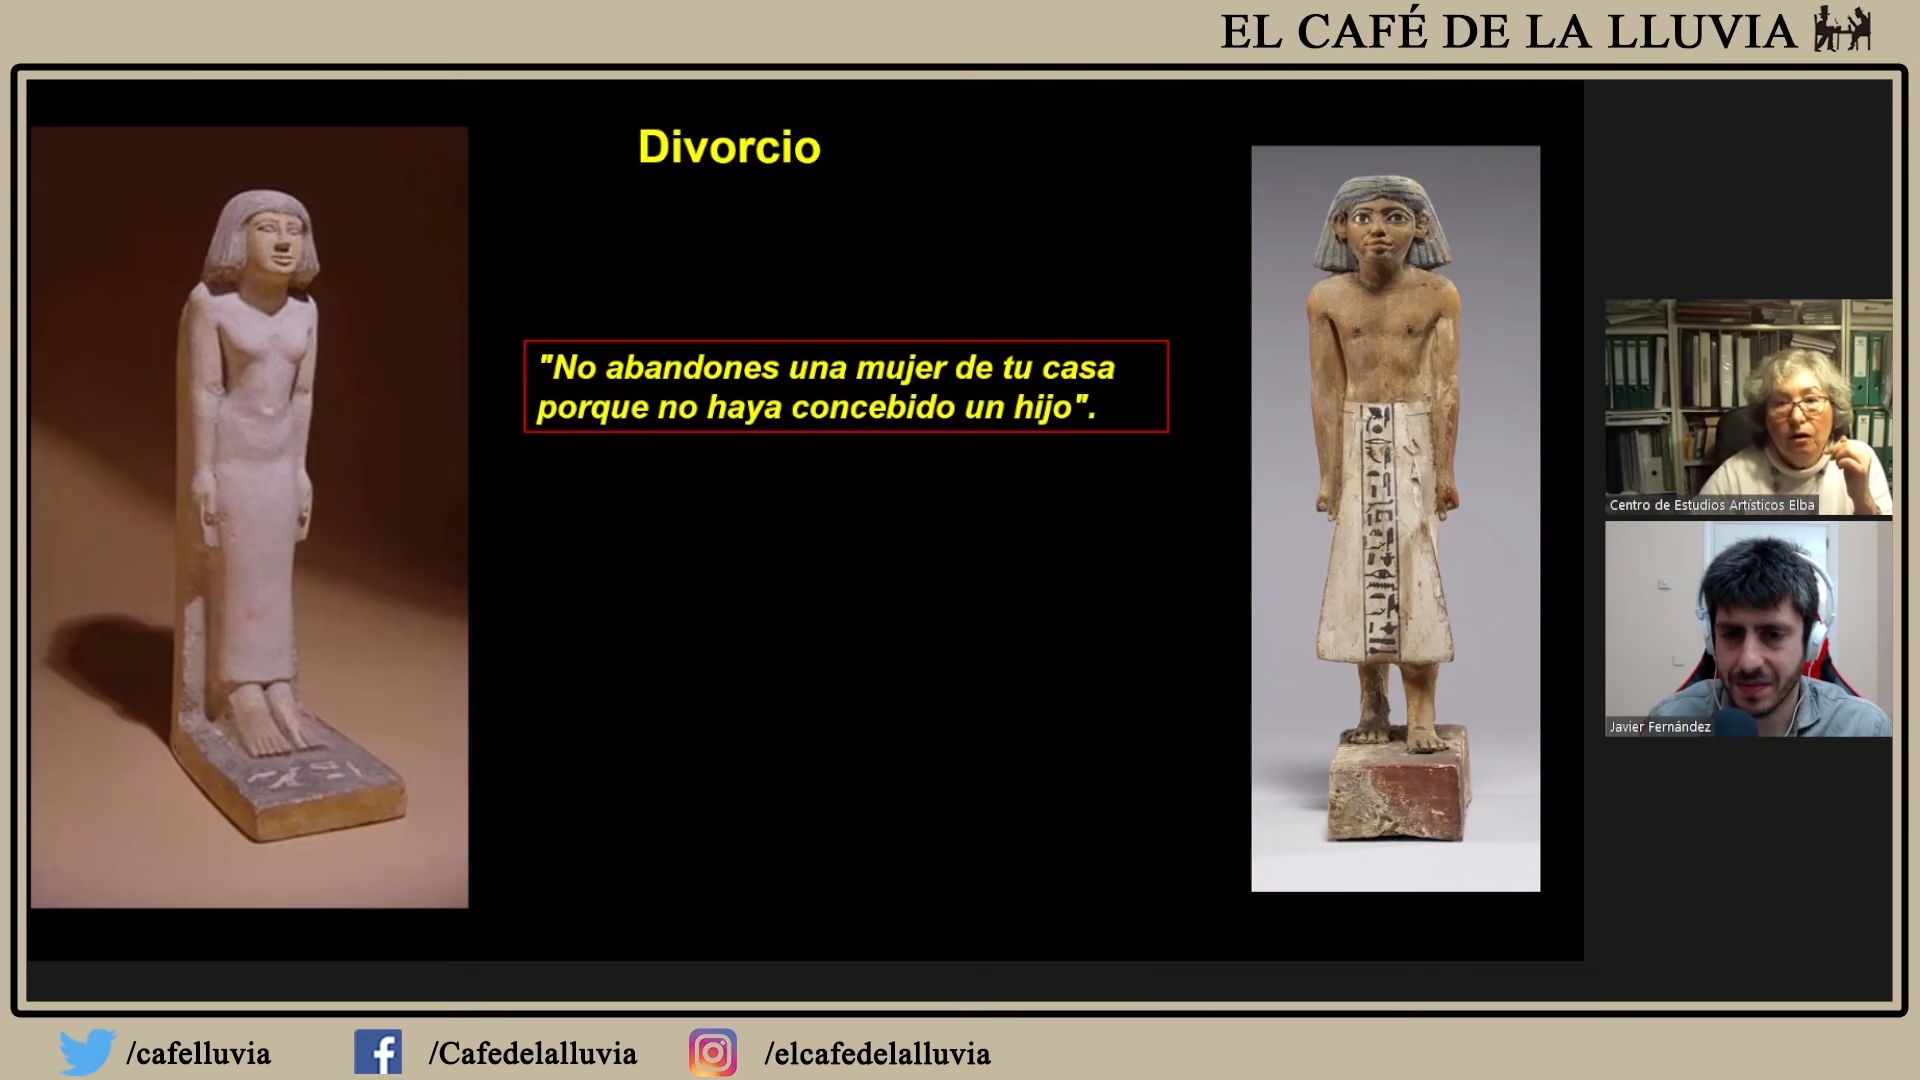 EL CAFÉ DE LA LLUVIA
Divorcio
"No abandones una mujer de tu casa
porque no haya concebido un hijo".
Centro de Estudios Artísticos Elba
Javier Fernández
/cafelluvia
/Cafedelalluvia
/elcafedelalluvia